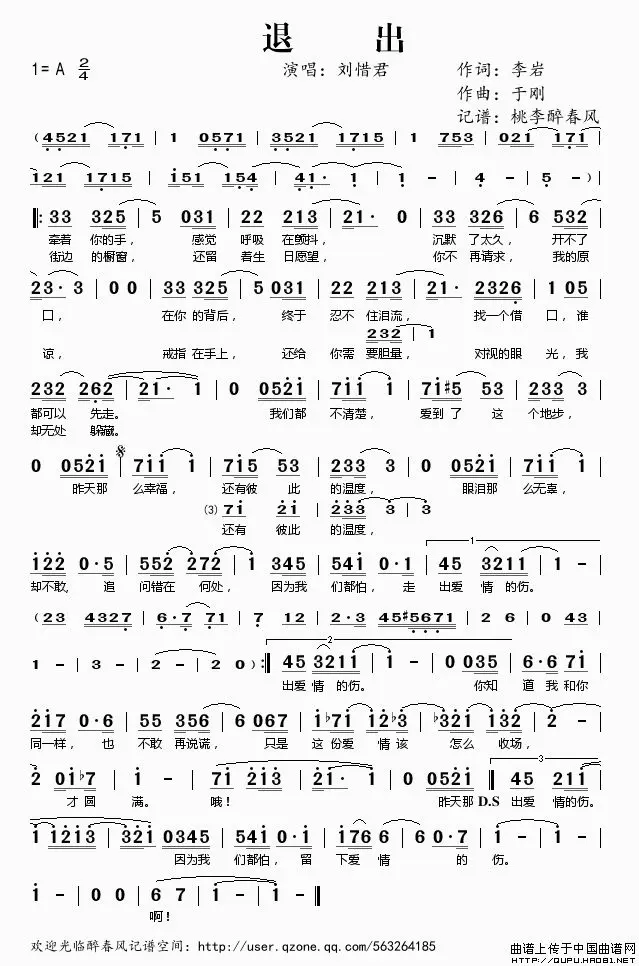 退 出
1= A 2/4 演唱：刘惜君 作词：李岩
作曲：于刚
记谱：桃李醉春风
( 4521 171 | 1 0571 | 3521 1715 | 1 753 | 021 171 |
121 1715 | 151 154 | 41· 1 | 1 - | 4 - | 5 - )
‖: 33 325 | 5 031 | 22 213 | 21· 0 | 33 326 | 6 532 |
牵着 你的手， 感觉 呼吸 在颤抖， 沉默 了太久， 开不了
街边 的橱窗， 还留 着生 日愿望， 你不 再请求， 我的原
23· 3 | 0 0 | 33 325 | 5 031 | 22 213 | 21· 2326 | 1 05 |
口， 在你 的背后， 终于 忍不 住泪流， 找一个借 口，谁
232 | 1
谅， 戒指 在手上， 还给 你需 要胆量， 对视的眼 光，我
232 262 | 21· 1 | 0 0521 | 711 1 | 71#5 53 | 233 3 |
都可以 先走。 我们都 不清楚， 爱到了 这 个地步，
却无处 躲藏。
0 0521 | 711 1 | 715 53 | 233 3 | 0 0521 | 711 1 |
昨天那 么幸福， 还有彼 此 的温度， 眼泪那 么无辜，
(3) 71 21 | 233 3 | 3
还有 彼此 的温度，
122 0·5 | 552 272 | 1 345 | 541 0·1 | 1 45 3211 | 1 - |
却不敢， 追 问错在 何处， 因为我 们都怕， 走 出爱 情的伤。
( 23 4327 | 6·7 71 | 7 12 | 2·3 45#5671 | 2 6 | 0 43 |
1 - | 3 - | 2 - | 2 0 ) :‖ 2 45 3211 | 1 - | 0 035 | 6·6 71 |
出爱 情的伤。 你知 道我和你
217 0·6 | 55 356 | 6 067 | 1b71 12b3 | b321 132 | 2 - |
同一样， 也 不敢 再说谎， 只是 这份爱 情该 怎么 收场，
2 01b7 | 1 - | 71 213 | 21· 1 | 0 0521 ‖ 45 211 |
才圆 满。 哦！ 昨天那 D.S 出爱 情的伤。
1 1213 | 321 0345 | 541 0·1 | 176 6 | 6 0·7 | 1 - |
因为我 们都怕， 留 下爱 情 的 伤。
1 - | 0 0 | 6 7 | 1 - | 1 - ‖
啊！
欢迎光临醉春风记谱空间：http://user.qzone.qq.com/563264185
曲谱上传于中国曲谱网
HTTP://QUPU.HAO81.NET